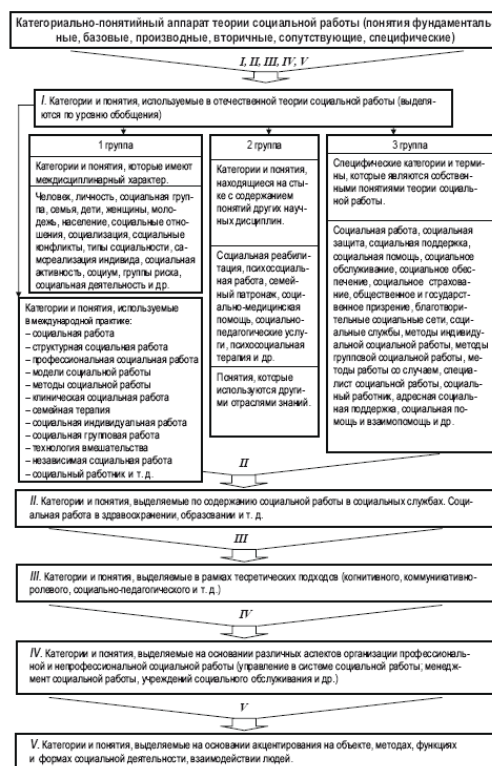 Категориально-понятийный аппарат теории социальной работы (понятия фундаменталь-
ные, базовые, производные, вторичные, сопутствующие, специфические)
I, II, III, IV, V
I. Категории и понятия, используемые в отечественной теории социальной работы (выделя-
ются по уровню обобщения)
1 группа
Категории и понятия, которые имеют
междисциплинарный характер.
Человек, личность, социальная груп-
па, семья, дети, женщины, моло-
дежь, население, социальные отно-
шения, социализация, социальные
конфликты, типы социальности, са-
мореализация индивида, социальная
активность, социум, группы риска,
социальная деятельность и др.
Категории и понятия, используемые
в международной практике:
– социальная работа
– структурная социальная работа
– профессиональная социальная работа
– модели социальной работы
– методы социальной работы
– клиническая социальная работа
– семейная терапия
– социальная индивидуальная работа
– социальная групповая работа
– технология вмешательства
– независимая социальная работа
– социальный работник и т. д.
2 группа
Категории и понятия,
находящиеся на сты-
ке с содержанием
понятий других науч-
ных дисциплин.
Социальная реабили-
тация, психосоциаль-
ная работа, семей-
ный патронаж, соци-
ально-медицинская
помощь, социально-
педагогические услу-
ги, психосоциальная
терапия и др.
Понятия, которые
используются други-
ми отраслями знаний.
3 группа
Специфические категории и терми-
ны, которые являются собствен-
ными понятиями теории социаль-
ной работы.
Социальная работа, социальная
защита, социальная поддержка,
социальная помощь, социальное
обслуживание, социальное обес-
печение, социальное страхова-
ние, общественное и государст-
венное призрение, благотвори-
тельные социальные сети, соци-
альные службы, методы индивиду-
альной социальной работы, методы
групповой социальной работы, ме-
тоды работы со случаем, специа-
лист социальной работы, социаль-
ный работник, адресная социаль-
ная поддержка, социальная по-
мощь и взаимопомощь и др.
II
II. Категории и понятия, выделяемые по содержанию социальной работы в социальных службах. Соци-
альная работа в здравоохранении, образовании и т. д.
III
III. Категории и понятия, выделяемые в рамках теоретических подходов (когнитивного, коммуникативно-
ролевого, социально-педагогического и т. д.)
IV
IV. Категории и понятия, выделяемые на основании различных аспектов организации профессиональ-
ной и непрофессиональной социальной работы (управление в системе социальной работы; менедж-
мент социальной работы, учреждений социального обслуживания и др.)
V
V. Категории и понятия, выделяемые на основании акцентирования на объекте, методах, функциях
и формах социальной деятельности, взаимодействии людей.